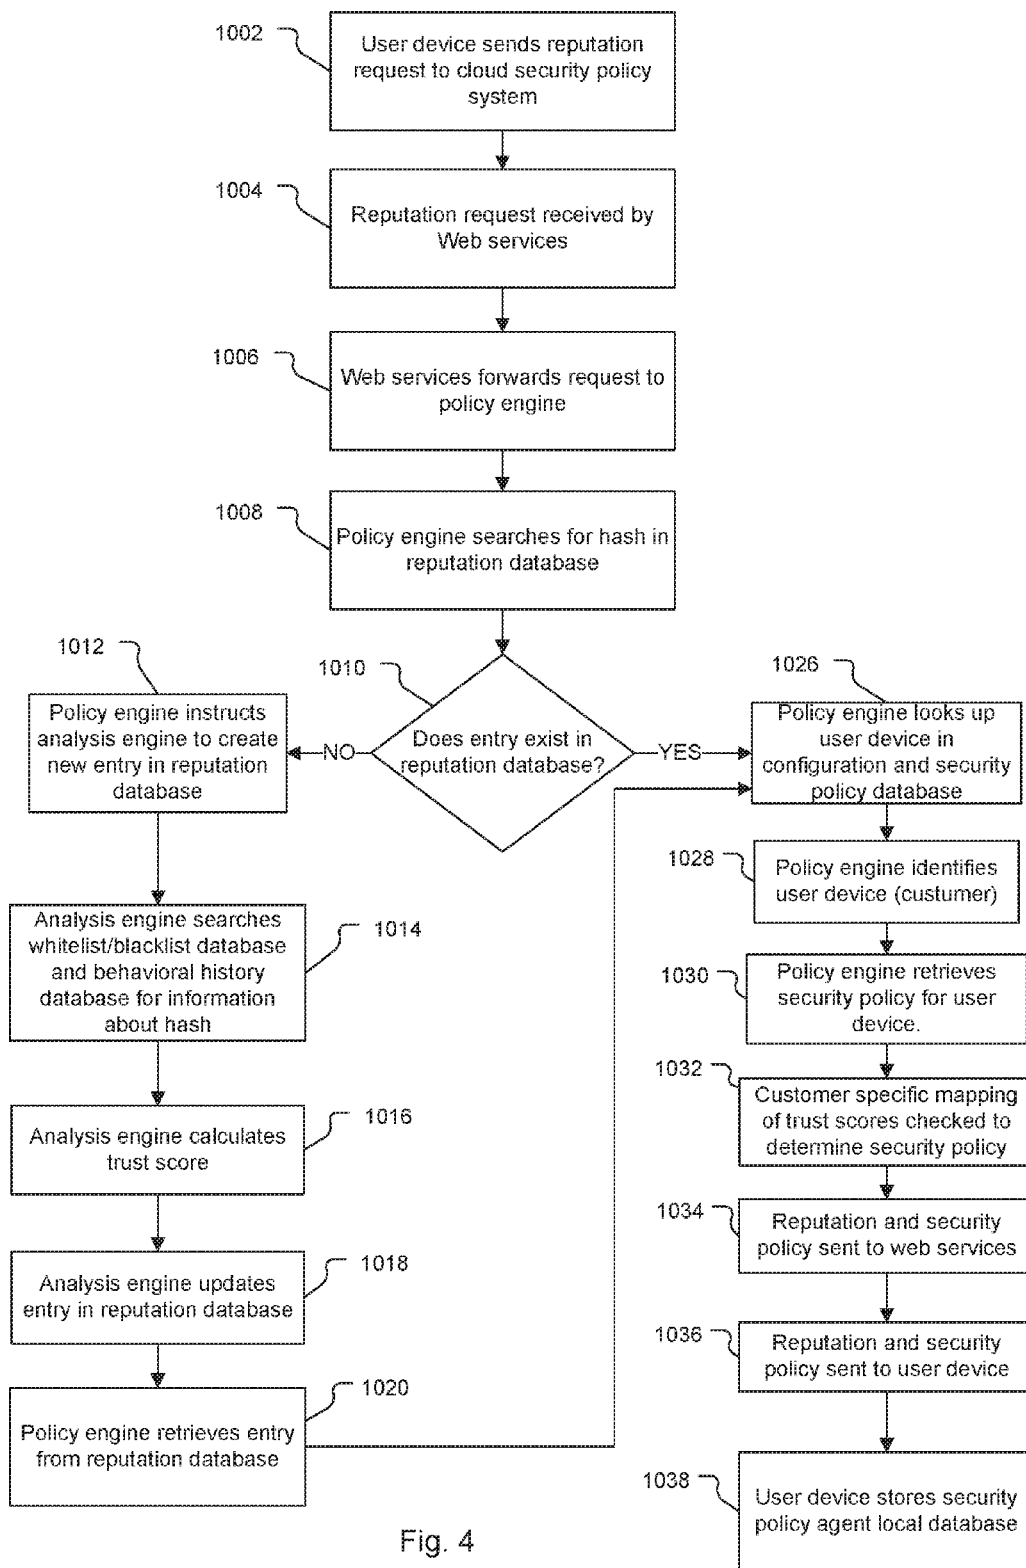 1002
User device sends reputation
request to cloud security policy
system
1004
Reputation request received by
Web services
1006
Web services forwards request to
policy engine
1008
Policy engine searches for hash in
reputation database
1010
Does entry exist in
reputation database?
NO
YES
1012
Policy engine instructs
analysis engine to create
new entry in reputation
database
1014
Analysis engine searches
whitelist/blacklist database
and behavioral history
database for information
about hash
1016
Analysis engine calculates
trust score
1018
Analysis engine updates
entry in reputation database
1020
Policy engine retrieves entry
from reputation database
1026
Policy engine looks up
user device in
configuration and security
policy database
1028
Policy engine identifies
user device (custumer)
1030
Policy engine retrieves
security policy for user
device.
1032
Customer specific mapping
of trust scores checked to
determine security policy
1034
Reputation and security
policy sent to web services
1036
Reputation and security
policy sent to user device
1038
User device stores security
policy agent local database
Fig. 4